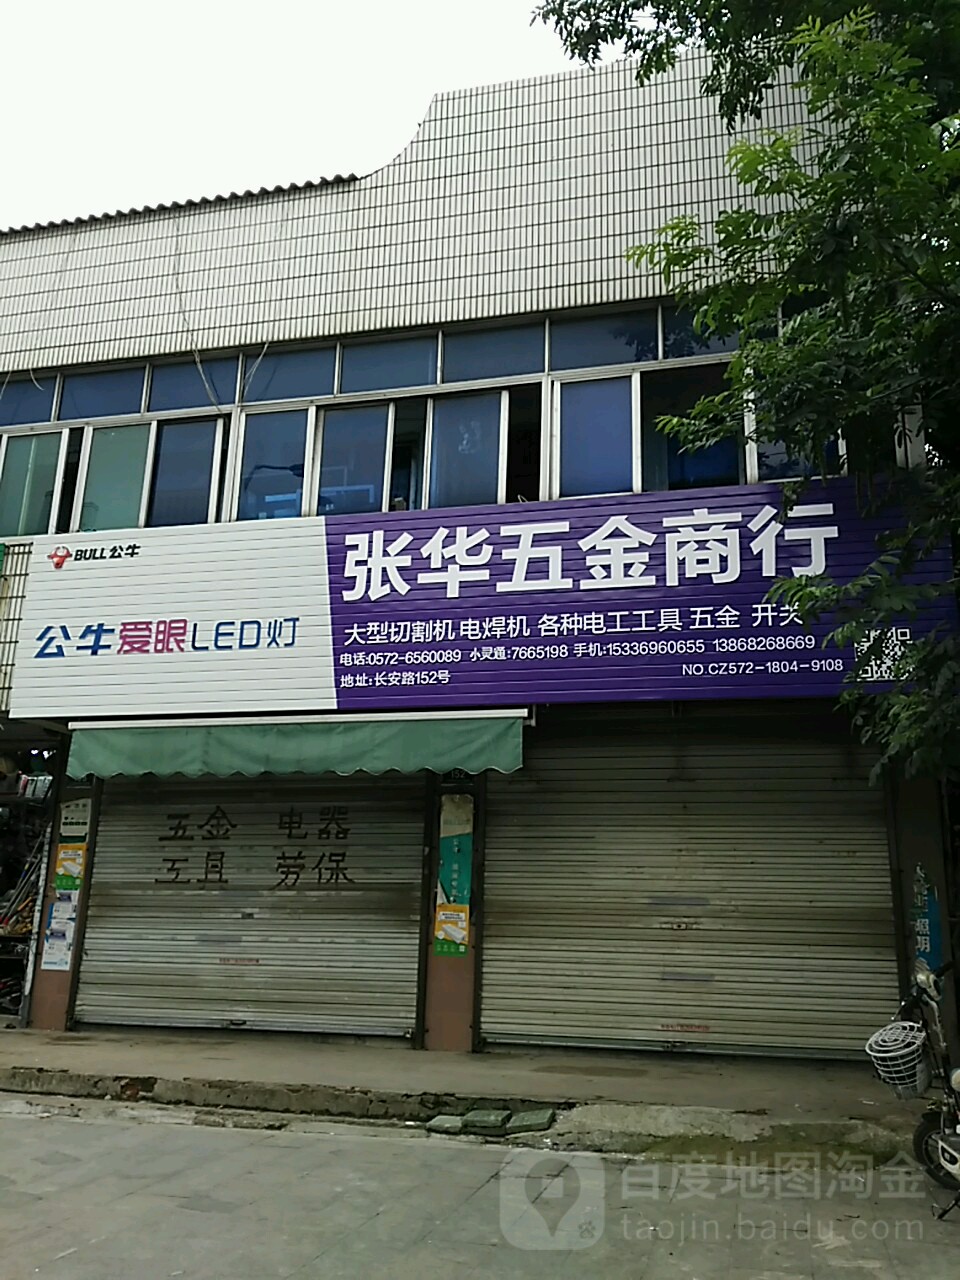 BULL公牛
公牛爱眼LED灯
张华五金商行
大型切割机 电焊机 各种电工工具 五金 开关
电话:0572-6560089 小灵通:7665198 手机:15336960655 13868268669
地址:长安路152号
NO.CZ572-1804-9108
152
五金 电器
工具 劳保
照明
百度地图淘金
taojin.baidu.com